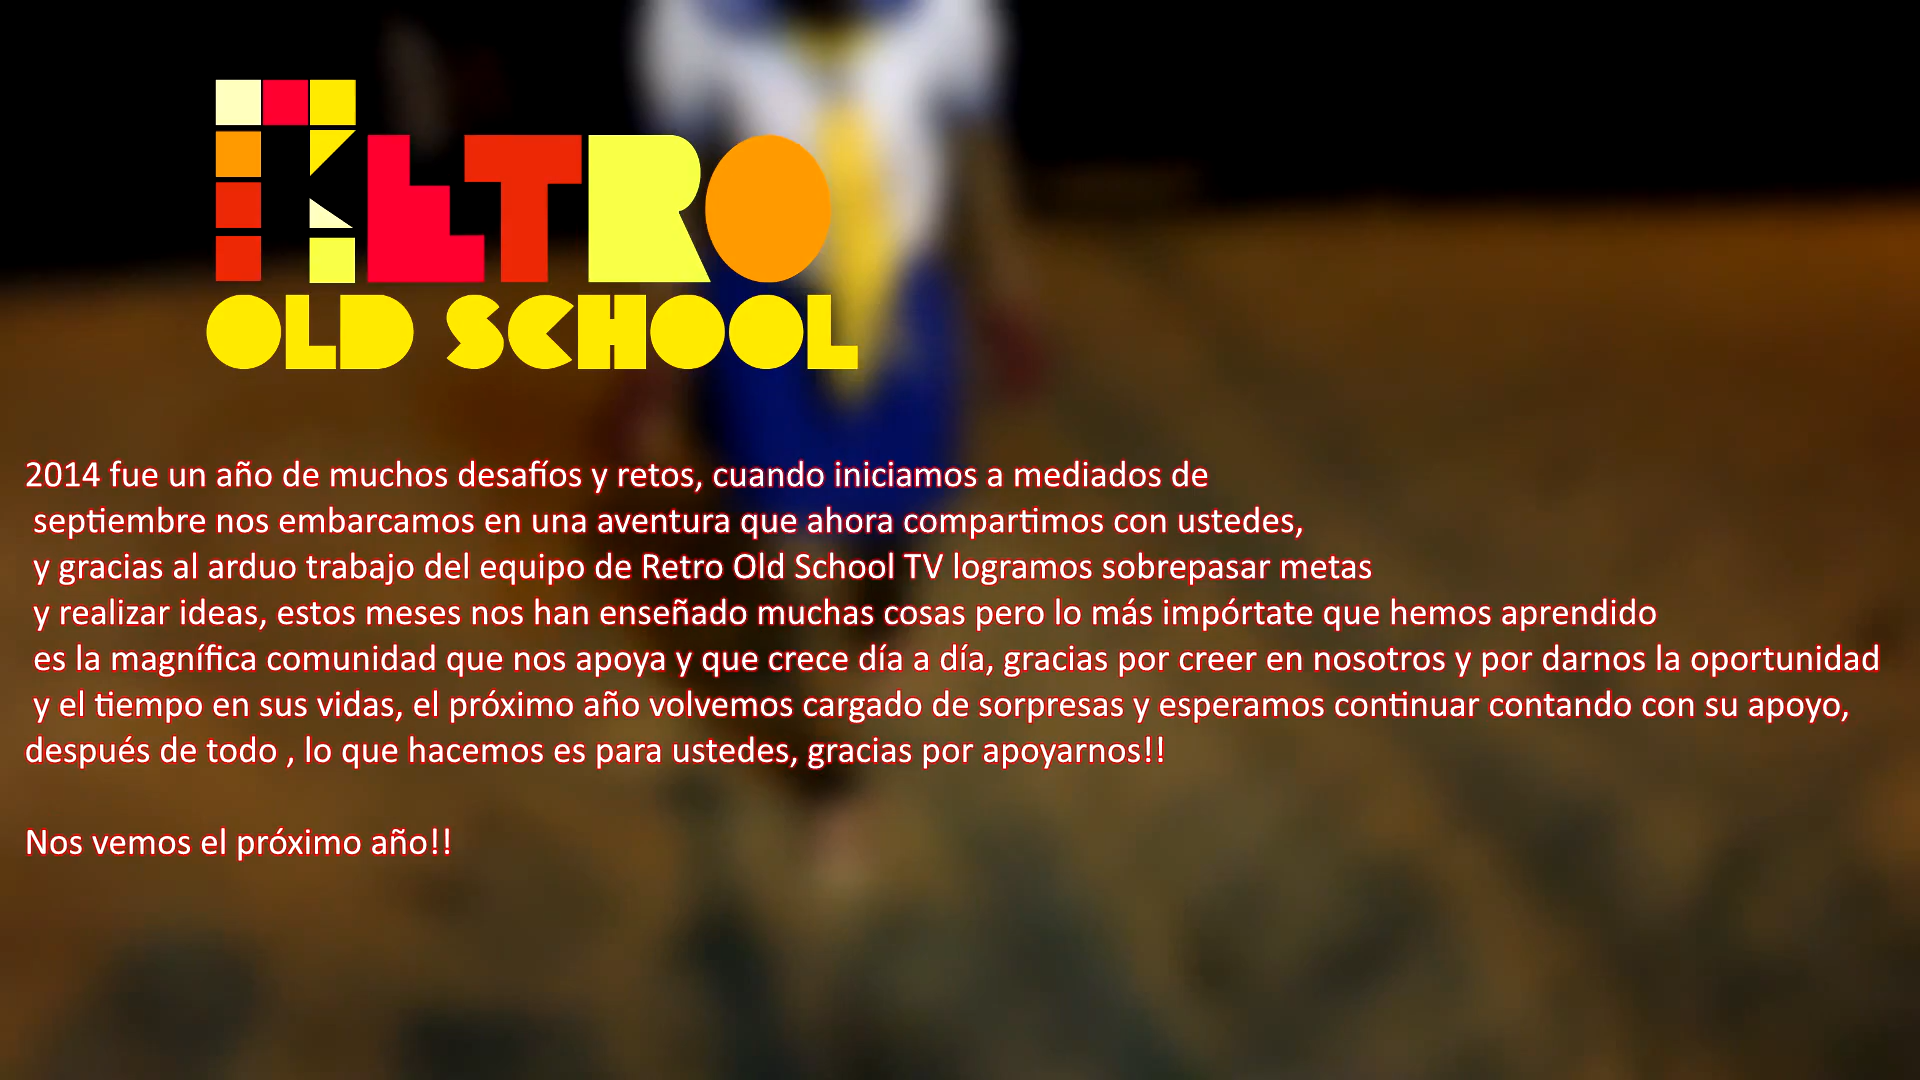 RETRO
OLD SCHOOL
2014 fue un año de muchos desafíos y retos, cuando iniciamos a mediados de
septiembre nos embarcamos en una aventura que ahora compartimos con ustedes,
y gracias al arduo trabajo del equipo de Retro Old School TV logramos sobrepasar metas
y realizar ideas, estos meses nos han enseñado muchas cosas pero lo más impórtate que hemos aprendido
es la magnífica comunidad que nos apoya y que crece día a día, gracias por creer en nosotros y por darnos la oportunidad
y el tiempo en sus vidas, el próximo año volvemos cargado de sorpresas y esperamos continuar contando con su apoyo,
después de todo , lo que hacemos es para ustedes, gracias por apoyarnos!!
Nos vemos el próximo año!!